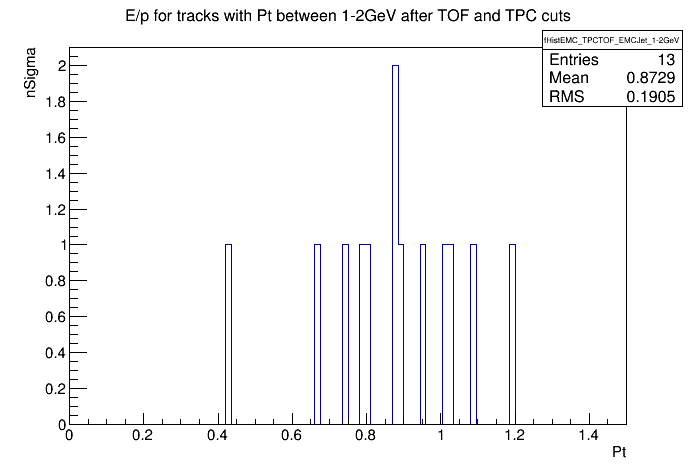 E/p for tracks with Pt between 1-2GeV after TOF and TPC cuts
fHistEMC_TPCTOF_EMCJet_1-2GeV
Entries 13
Mean 0.8729
RMS 0.1905
nSigma
2
1.8
1.6
1.4
1.2
1
0.8
0.6
0.4
0.2
0
0 0.2 0.4 0.6 0.8 1 1.2 1.4
Pt